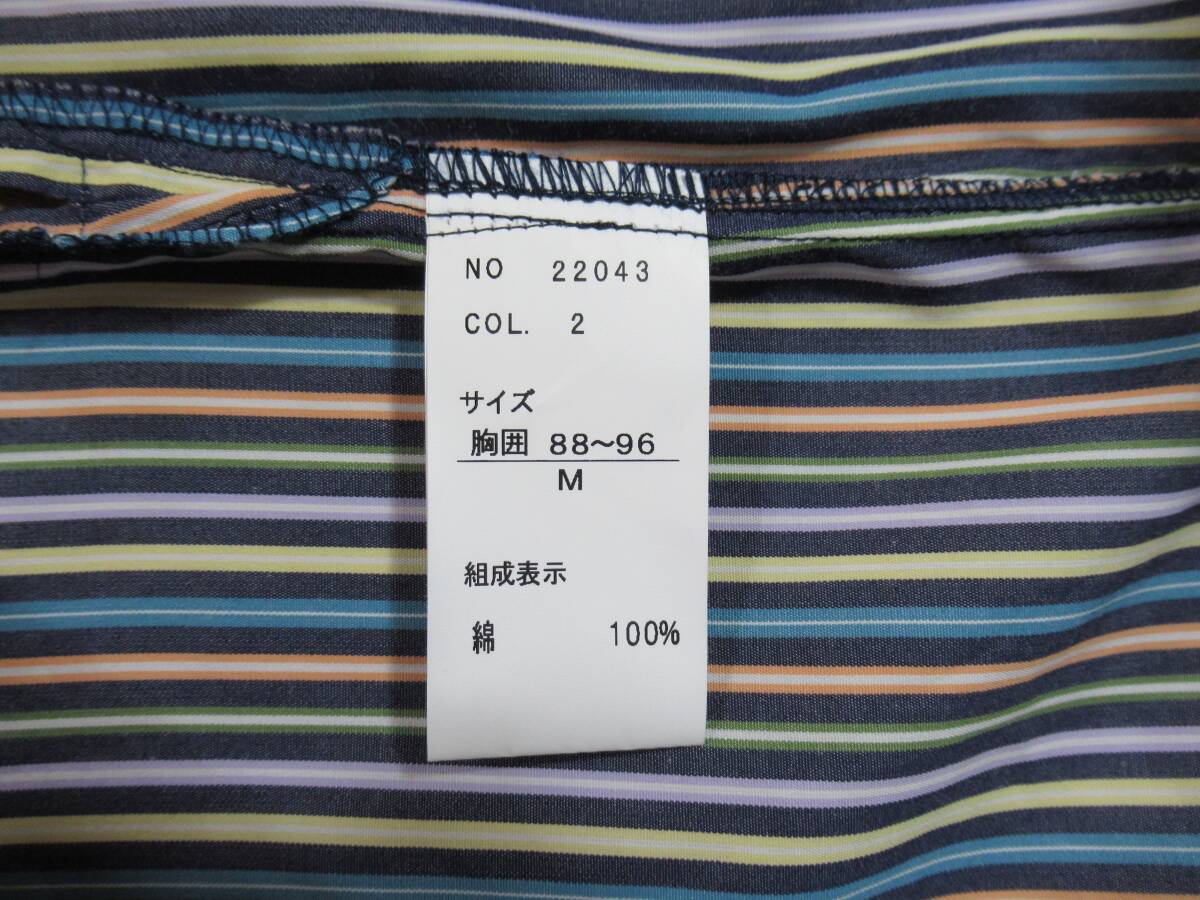 NO 22043
COL. 2
サイズ
胸囲 88〜96
M
組成表示
綿 100%